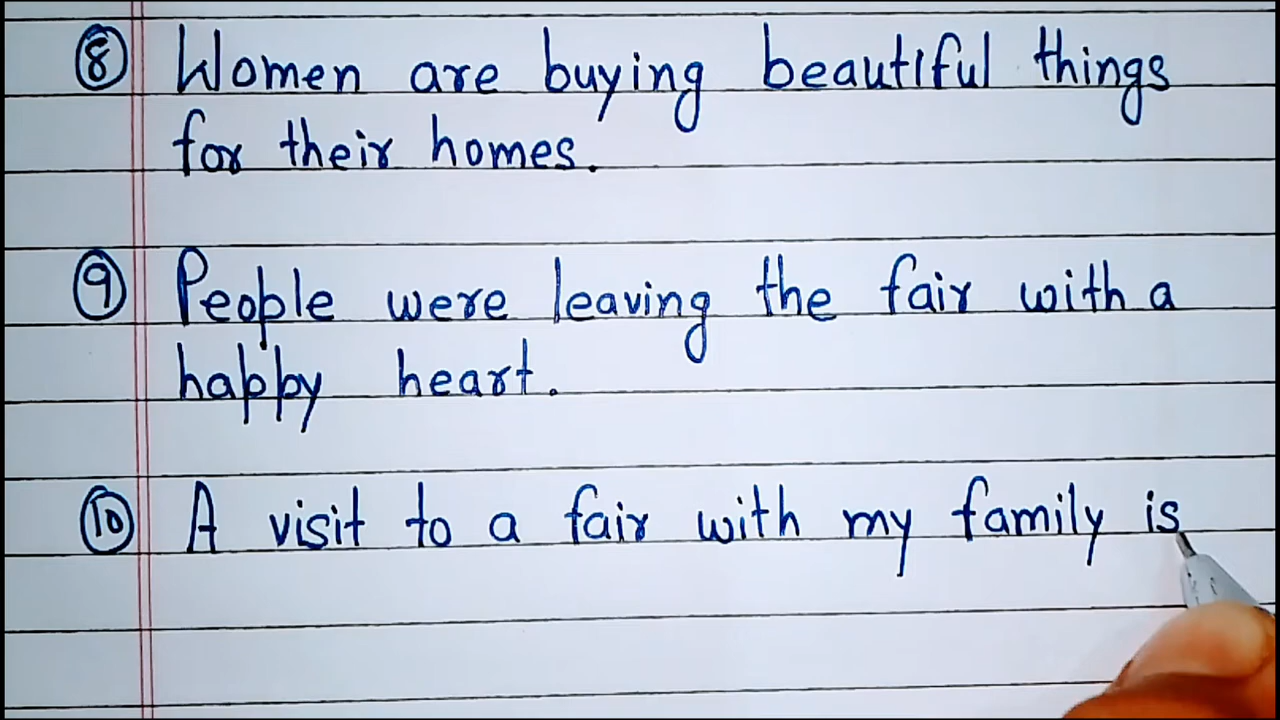 ⑧ Women are buying beautiful things
for their homes.
⑨ People were leaving the fair with a
happy heart.
⑩ A visit to a fair with my family is